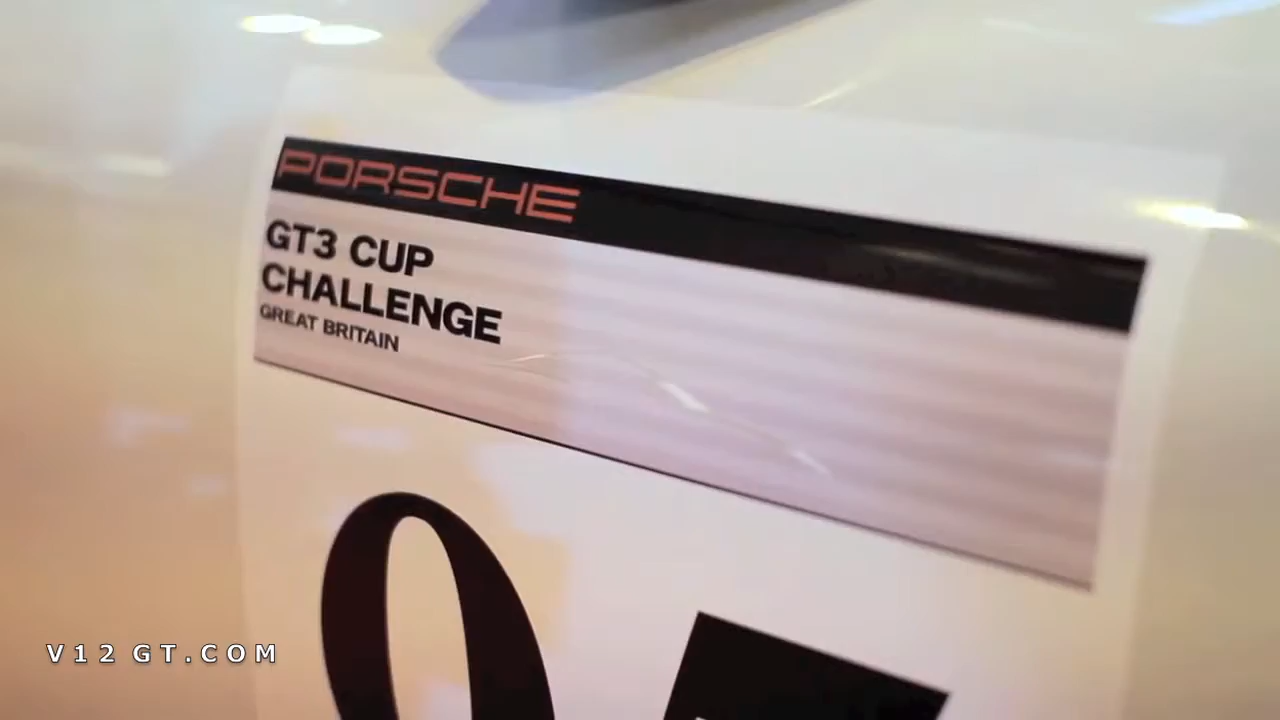 PORSCHE
GT3 CUP
CHALLENGE
GREAT BRITAIN
V12 GT.COM